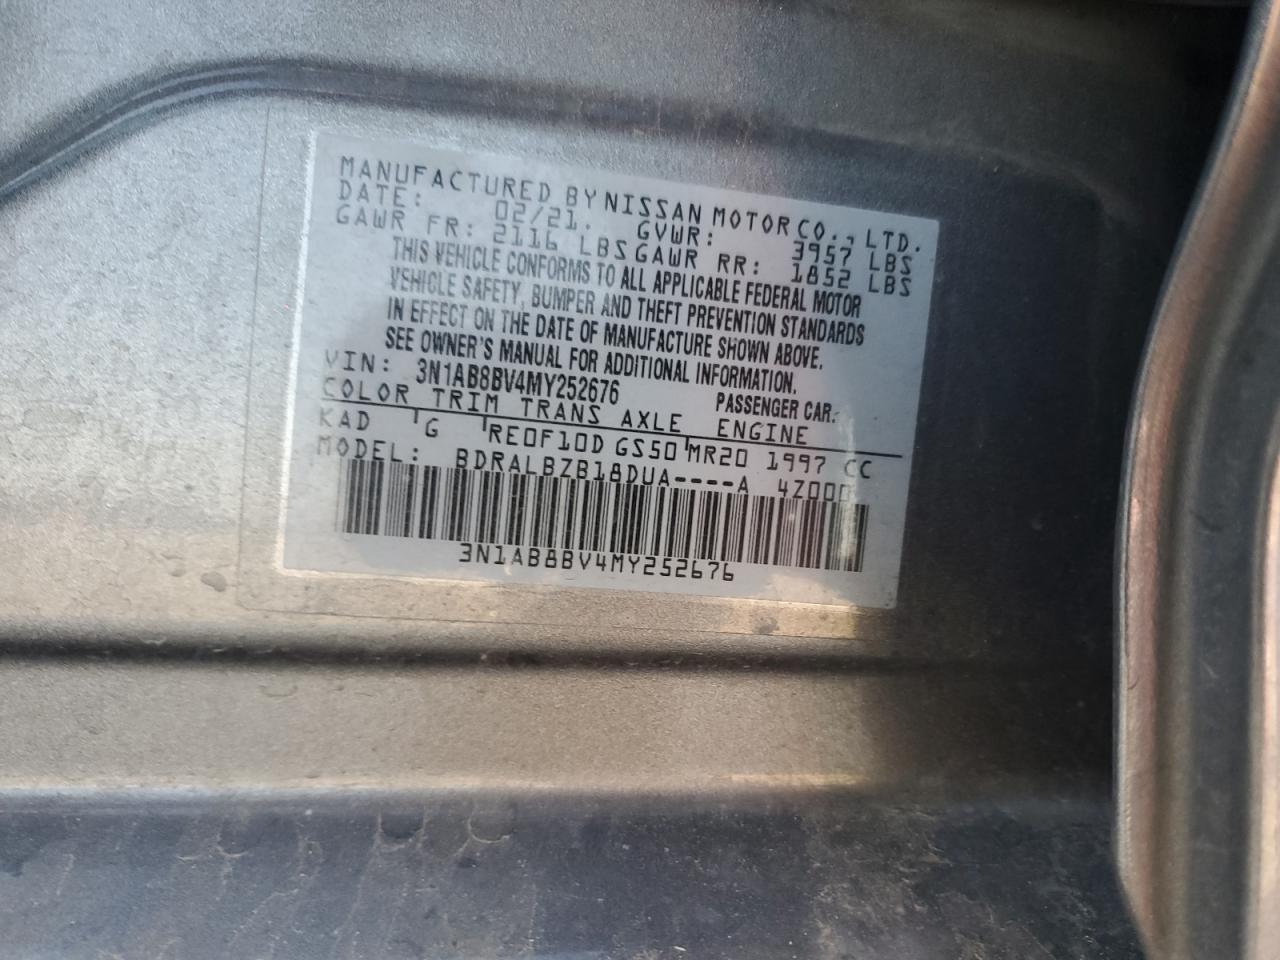 MANUFACTURED BY NISSAN MOTOR CO., LTD.
DATE: 02/21. GVWR: 3957 LBS
GAWR FR: 2116 LBS GAWR RR: 1852 LBS
THIS VEHICLE CONFORMS TO ALL APPLICABLE FEDERAL MOTOR
VEHICLE SAFETY, BUMPER AND THEFT PREVENTION STANDARDS
IN EFFECT ON THE DATE OF MANUFACTURE SHOWN ABOVE.
SEE OWNER'S MANUAL FOR ADDITIONAL INFORMATION.
VIN: 3N1AB8BV4MY252676 PASSENGER CAR.
COLOR TRIM TRANS AXLE ENGINE
KAD G RE0F10D GS50 MR20 1997 CC
MODEL: BDRALBZB18DUA----A 4Z000
3N1AB8BV4MY252676